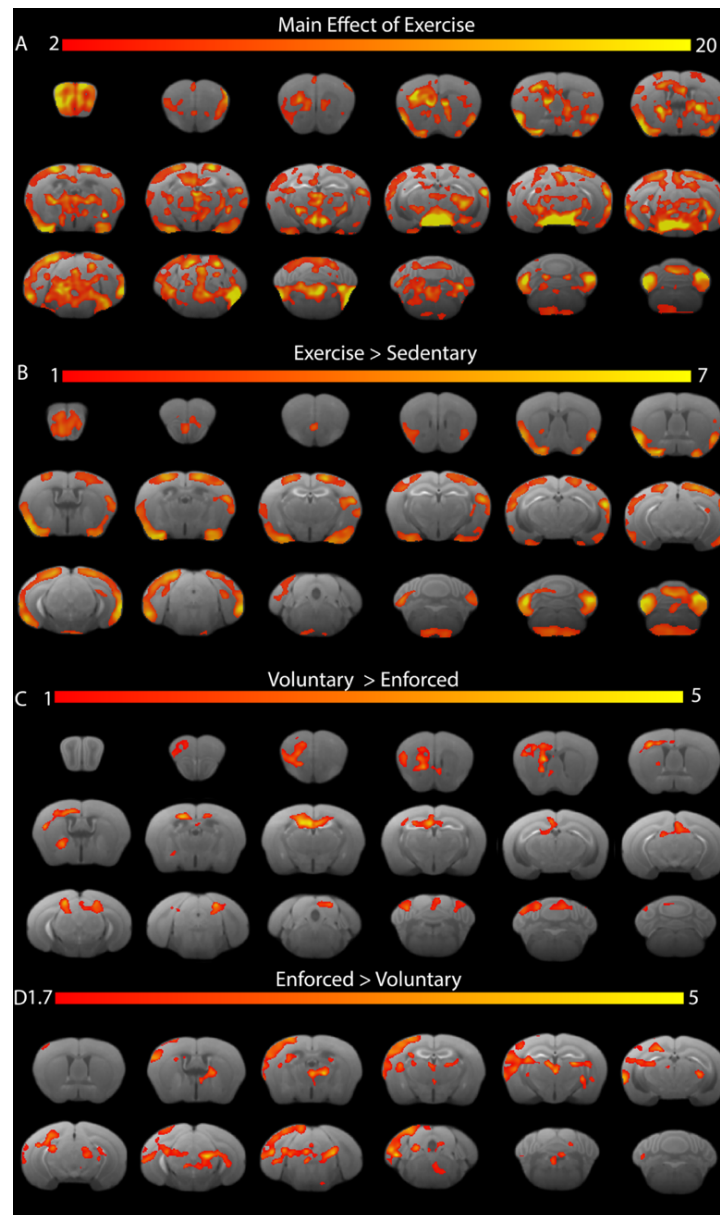 Main Effect of Exercise
A 2 20
Exercise > Sedentary
B 1 7
Voluntary > Enforced
C 1 5
Enforced > Voluntary
D1.7 5